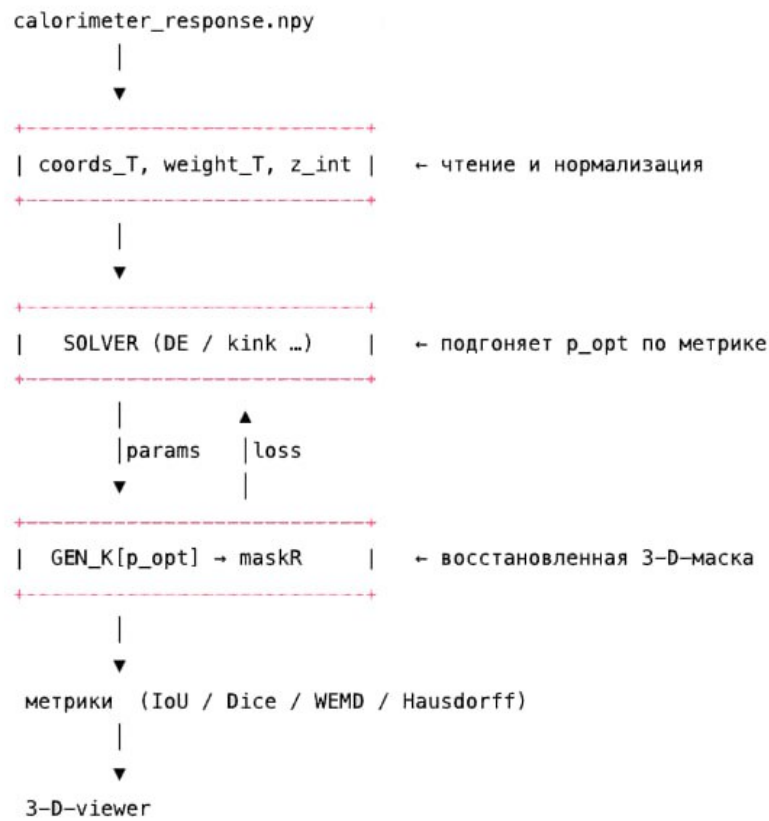 calorimeter_response.npy
│
▼
+-----------------------------+
| coords_T, weight_T, z_int | ← чтение и нормализация
+-----------------------------+
│
▼
+-----------------------------+
| SOLVER (DE / kink …) | ← подгоняет p_opt по метрике
+-----------------------------+
│ ▲
│params │loss
▼ │
+-----------------------------+
| GEN_K[p_opt] → maskR | ← восстановленная 3-D-маска
+-----------------------------+
│
▼
метрики (IoU / Dice / WEMD / Hausdorff)
│
▼
3-D-viewer